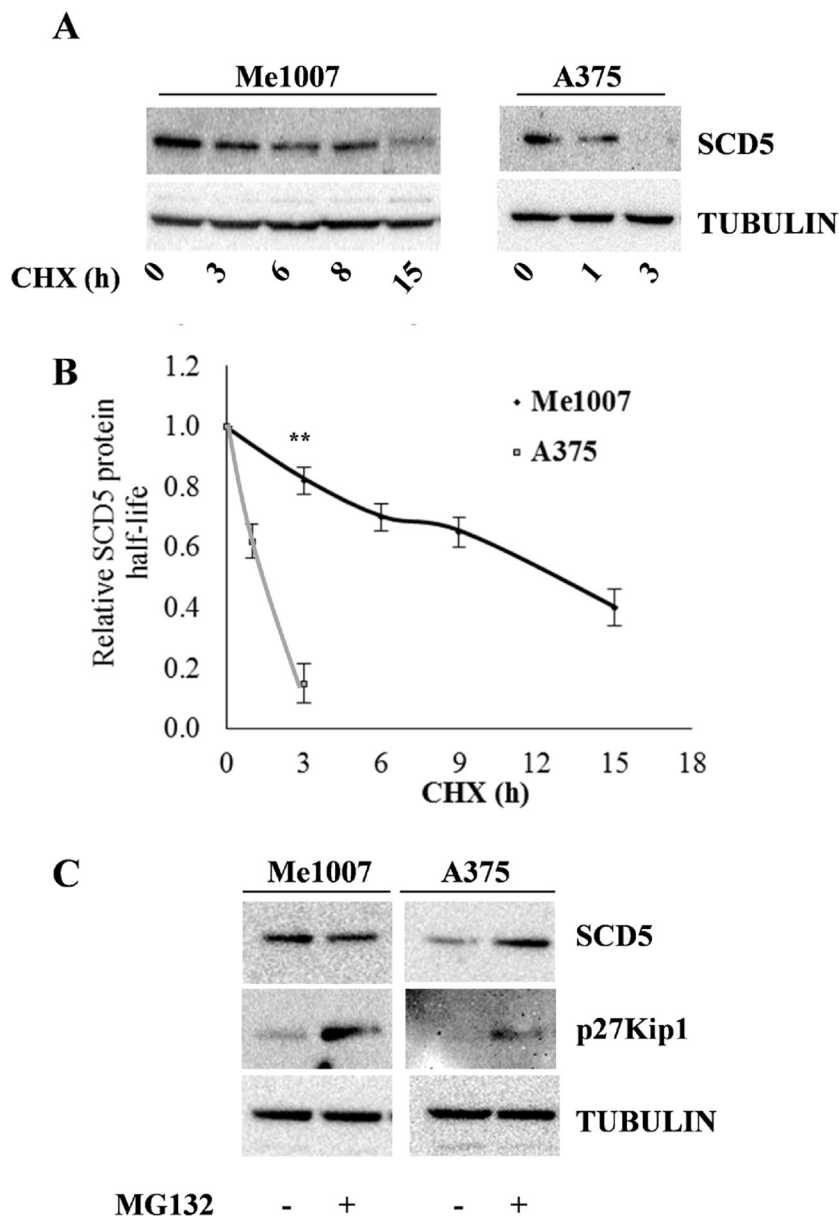 A
Me1007 A375
SCD5
TUBULIN
CHX (h) 0 3 6 8 15 0 1 3
B
Relative SCD5 protein
half-life
1.2
1.0
0.8
0.6
0.4
0.2
0.0
**
Me1007
A375
0 3 6 9 12 15 18
CHX (h)
C
Me1007 A375
SCD5
p27Kip1
TUBULIN
MG132 - + - +